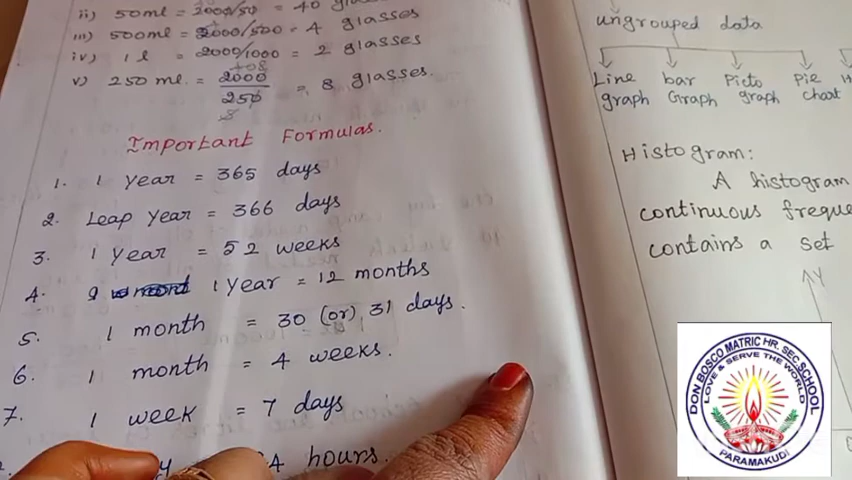 ii) 50ml = 2000/50 = 40
iii) 500ml = 2000/500 = 4 glasses
iv) 1 l = 2000/1000 = 2 glasses
v) 250 ml. = 2000/250 = 8 glasses.
Important Formulas.
1. 1 year = 365 days
2. Leap year = 366 days
3. 1 year = 52 weeks
4. 1 year = 12 months
5. 1 month = 30 (or) 31 days.
6. 1 month = 4 weeks.
7. 1 week = 7 days
4 hours.
ungrouped data
Line graph
bar Graph
Picto graph
Pie chart
Histogram:
A histogram
continuous freque
contains a set
Y
DON BOSCO MATRIC HR. SEC SCHOOL
LOVE & SERVE THE WORLD
PARAMAKUDI